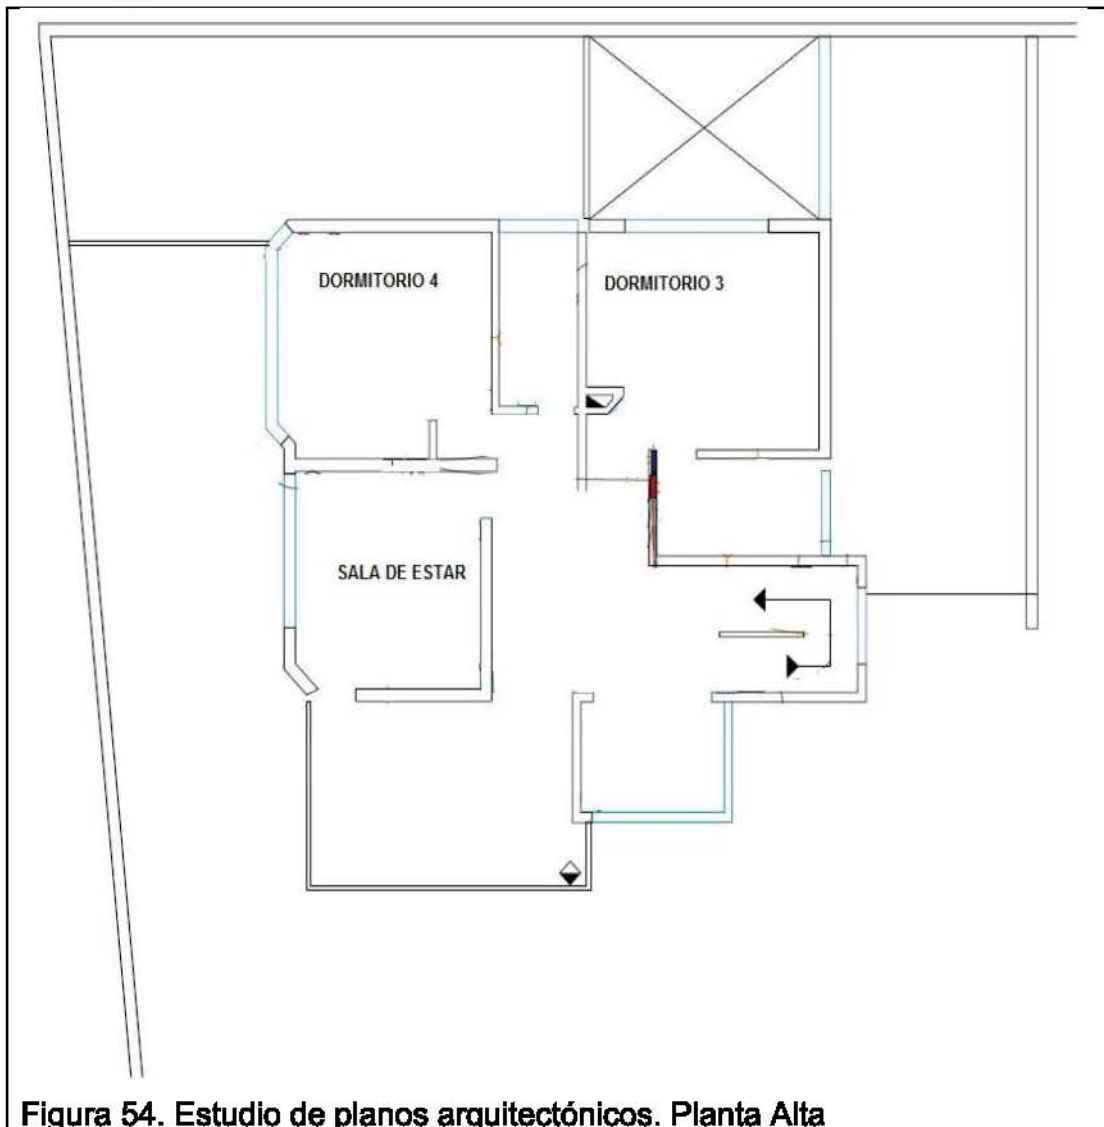 DORMITORIO 4
DORMITORIO 3
SALA DE ESTAR
Figura 54. Estudio de planos arquitectónicos. Planta Alta